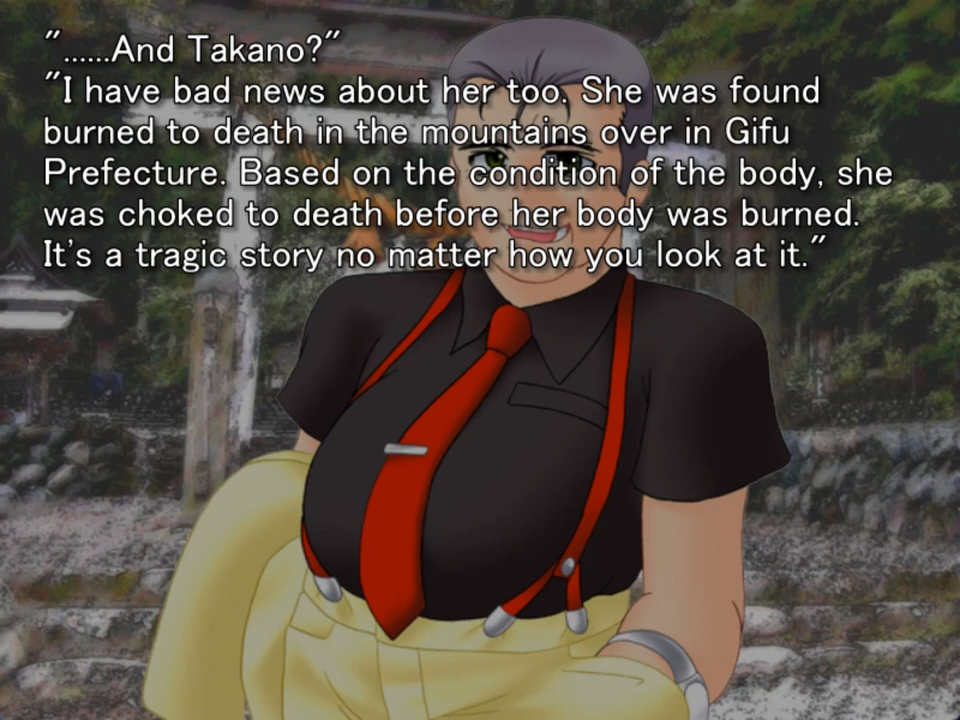 "......And Takano?"
"I have bad news about her too. She was found
burned to death in the mountains over in Gifu
Prefecture. Based on the condition of the body, she
was choked to death before her body was burned.
It's a tragic story no matter how you look at it."